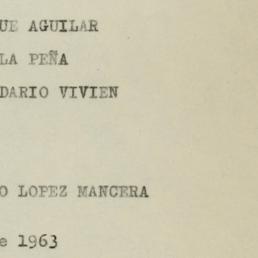 UE AGUILAR
LA PEÑA
DARIO VIVIEN
O LOPEZ MANCERA
e 1963